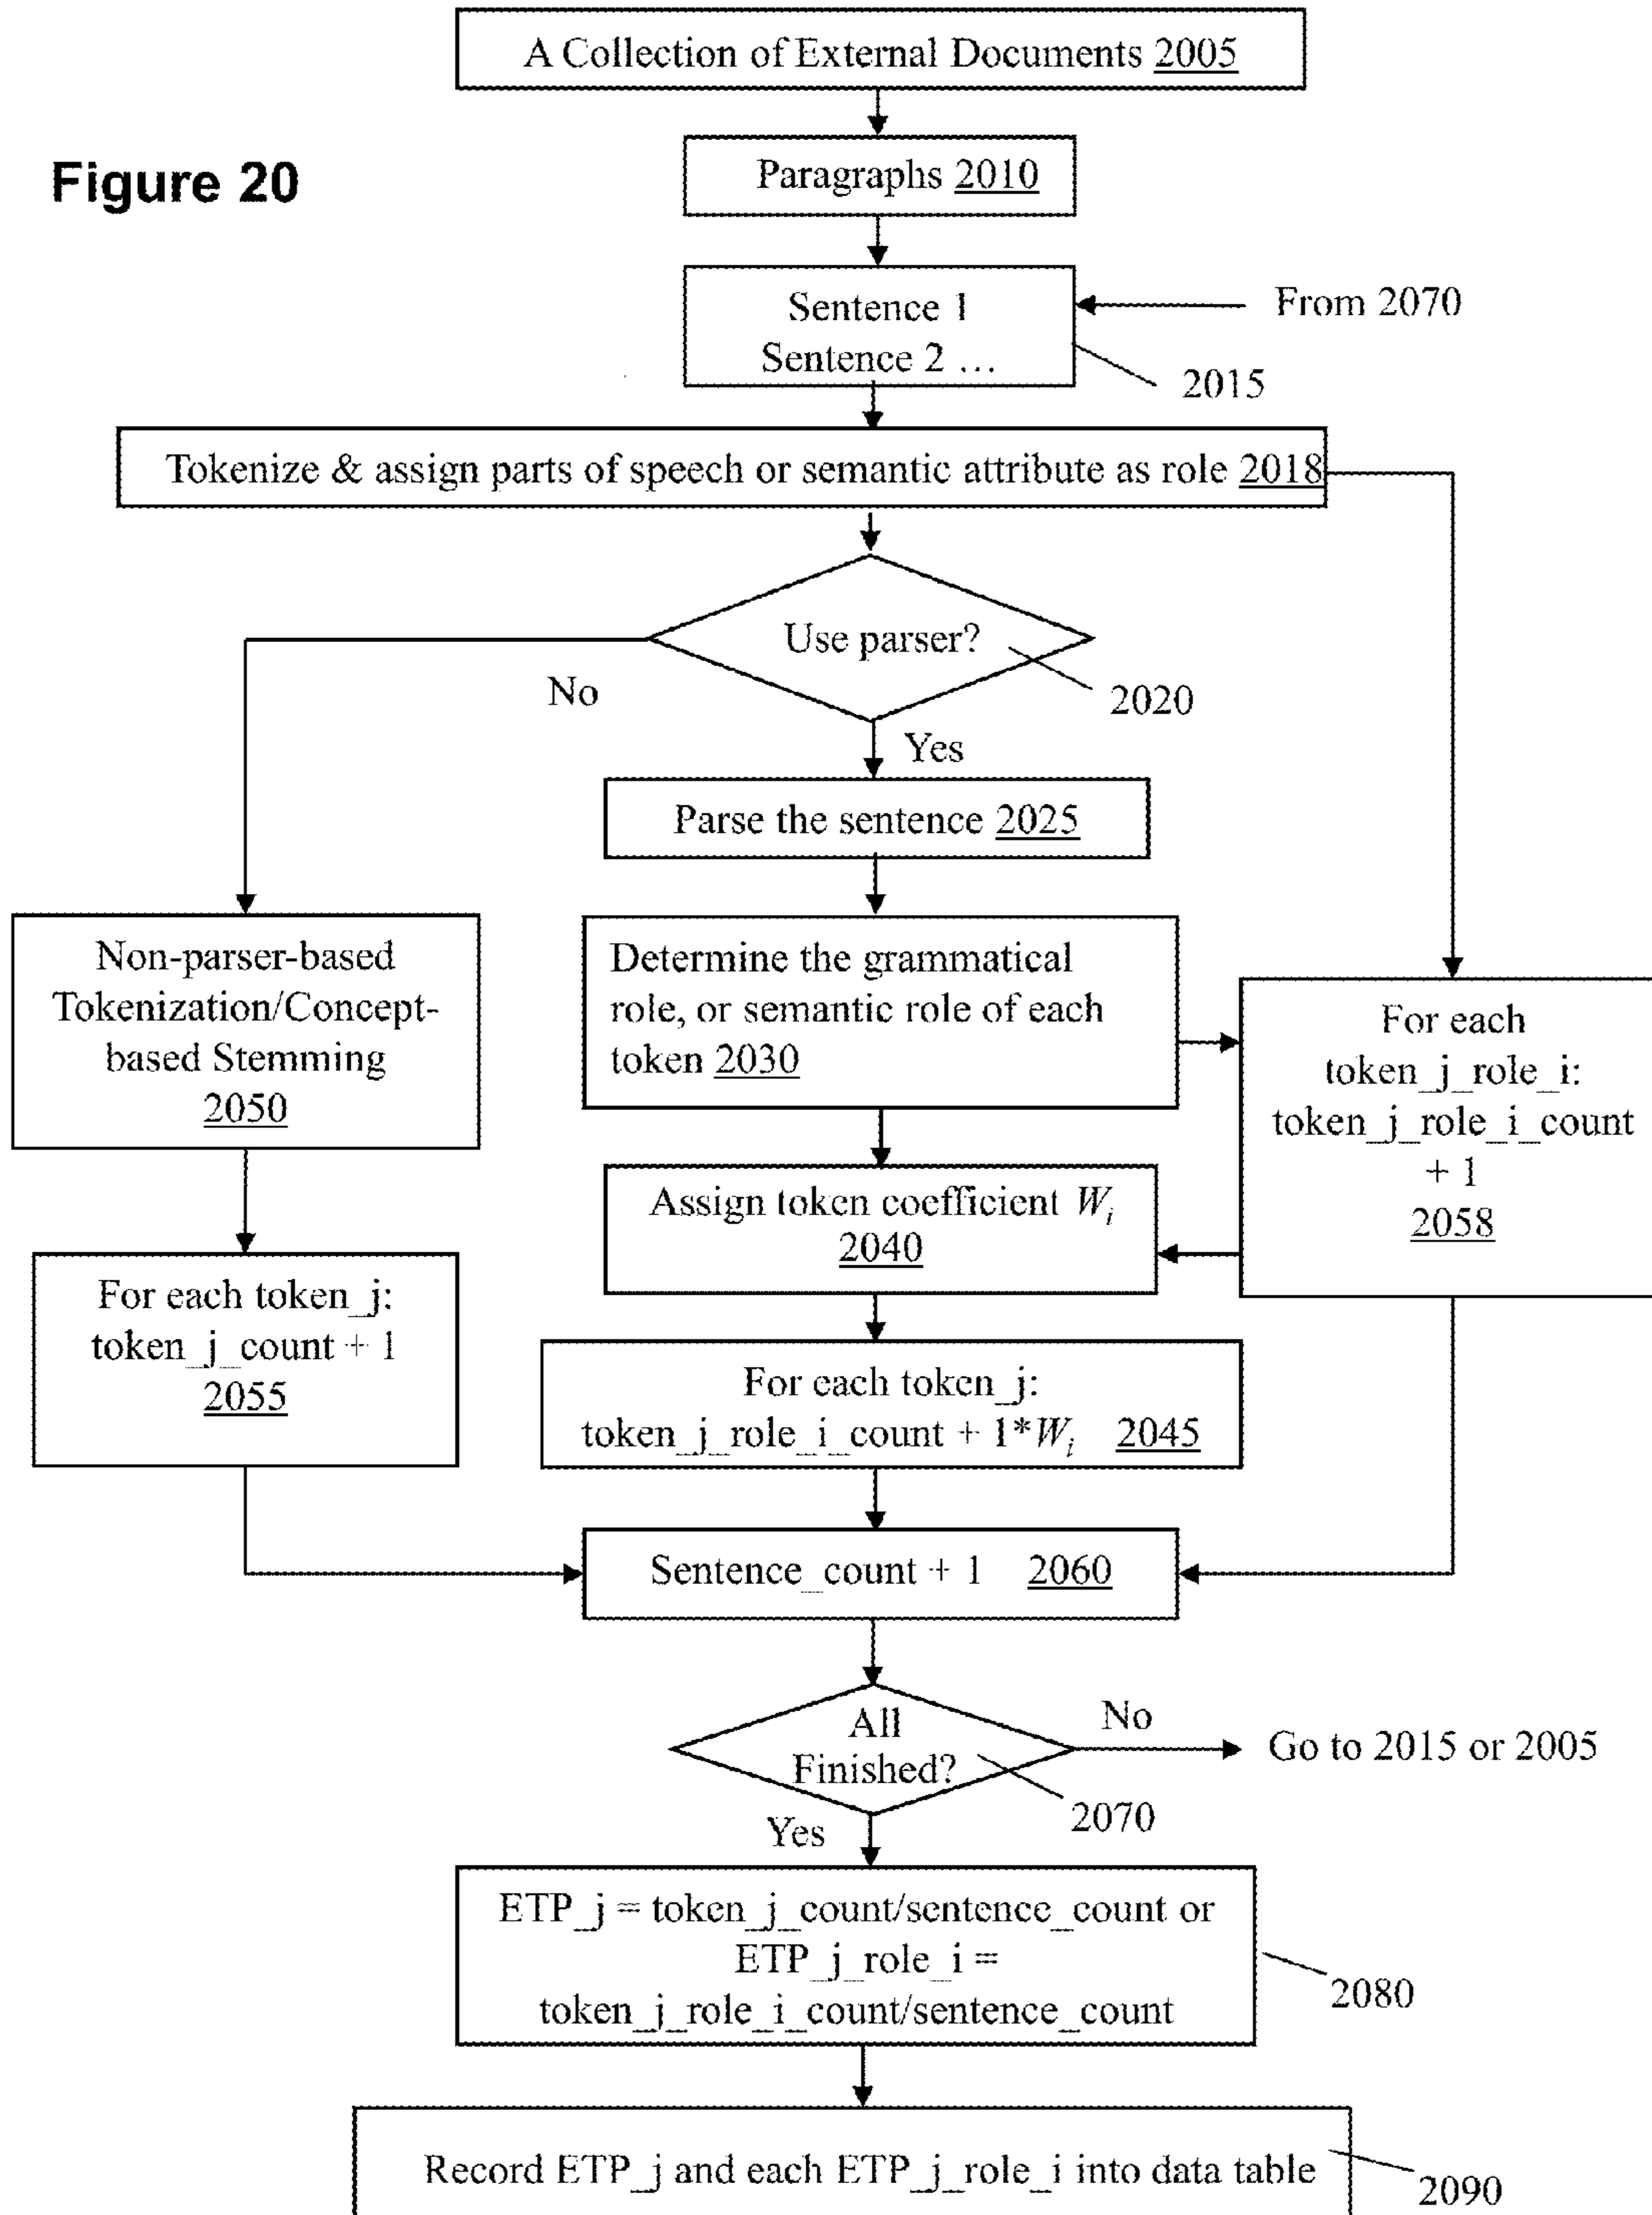 A Collection of External Documents 2005
Figure 20
Paragraphs 2010
Sentence 1
Sentence 2 ...
From 2070
2015
Tokenize & assign parts of speech or semantic attribute as role 2018
Use parser?
2020
No
Yes
Parse the sentence 2025
Non-parser-based
Tokenization/Concept-
based Stemming
2050
Determine the grammatical
role, or semantic role of each
token 2030
For each
token_j_role_i:
token_j_role_i_count
+ 1
2058
Assign token coefficient Wi
2040
For each token_j:
token_j_count + 1
2055
For each token_j:
token_j_role_i_count + 1*Wi 2045
Sentence_count + 1 2060
All
Finished?
No
Go to 2015 or 2005
2070
Yes
ETP_j = token_j_count/sentence_count or
ETP_j_role_i =
token_j_role_i_count/sentence_count
2080
Record ETP_j and each ETP_j_role_i into data table
2090